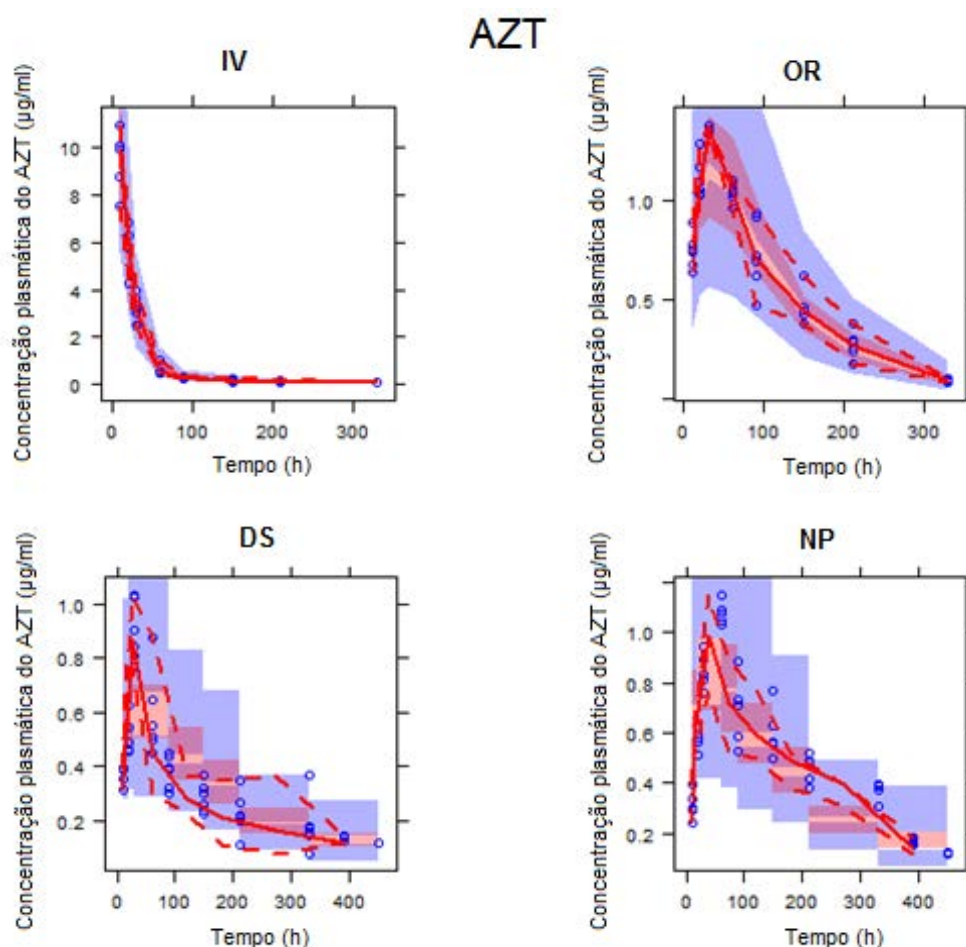 AZT
IV
Concentração plasmática do AZT (µg/ml)
10
8
6
4
2
0
0 100 200 300
Tempo (h)
OR
Concentração plasmática do AZT (µg/ml)
1.0
0.5
0 100 200 300
Tempo (h)
DS
Concentração plasmática do AZT (µg/ml)
1.0
0.8
0.6
0.4
0.2
0 100 200 300 400
Tempo (h)
NP
Concentração plasmática do AZT (µg/ml)
1.0
0.8
0.6
0.4
0.2
0 100 200 300 400
Tempo (h)